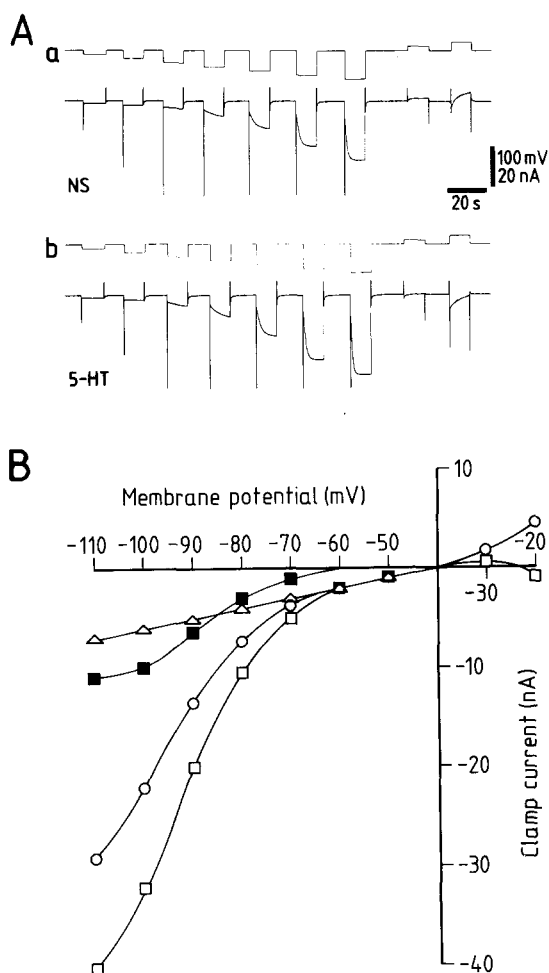 A
a
NS
100 mV
20 nA
20 s
b
5-HT
B
Membrane potential (mV)
-110 -100 -90 -80 -70 -60 -50
-30
-20
10
-10
-20
-30
-40
Clamp current (nA)